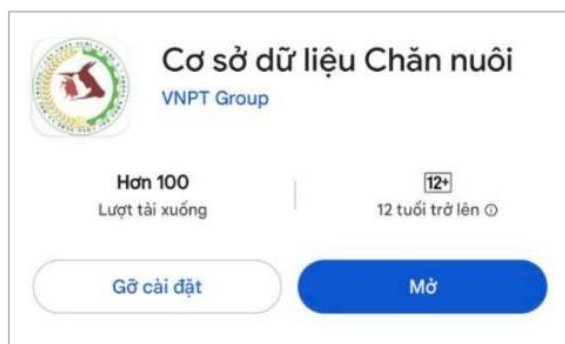 Cơ sở dữ liệu Chăn nuôi
VNPT Group
Hơn 100
Lượt tải xuống
12+
12 tuổi trở lên
Gỡ cài đặt
Mở